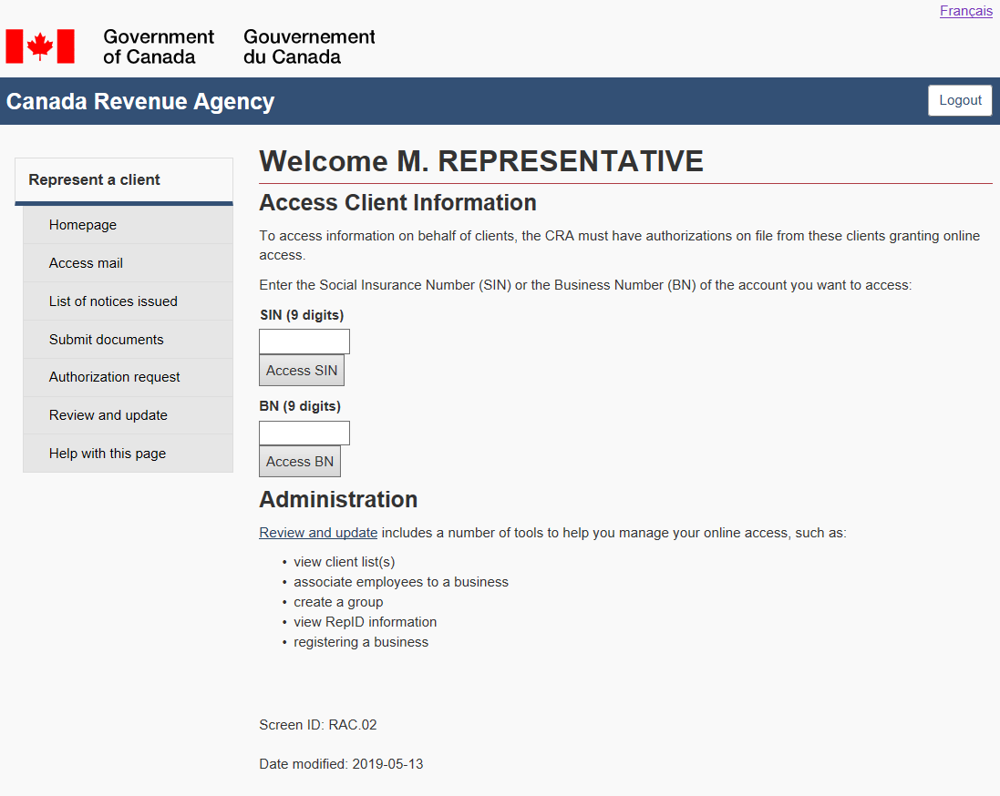 Français
Government
of Canada
Gouvernement
du Canada
Canada Revenue Agency
Logout
Represent a client
Homepage
Access mail
List of notices issued
Submit documents
Authorization request
Review and update
Help with this page
Welcome M. REPRESENTATIVE
Access Client Information
To access information on behalf of clients, the CRA must have authorizations on file from these clients granting online
access.
Enter the Social Insurance Number (SIN) or the Business Number (BN) of the account you want to access:
SIN (9 digits)
Access SIN
BN (9 digits)
Access BN
Administration
Review and update includes a number of tools to help you manage your online access, such as:
• view client list(s)
• associate employees to a business
• create a group
• view RepID information
• registering a business
Screen ID: RAC.02
Date modified: 2019-05-13